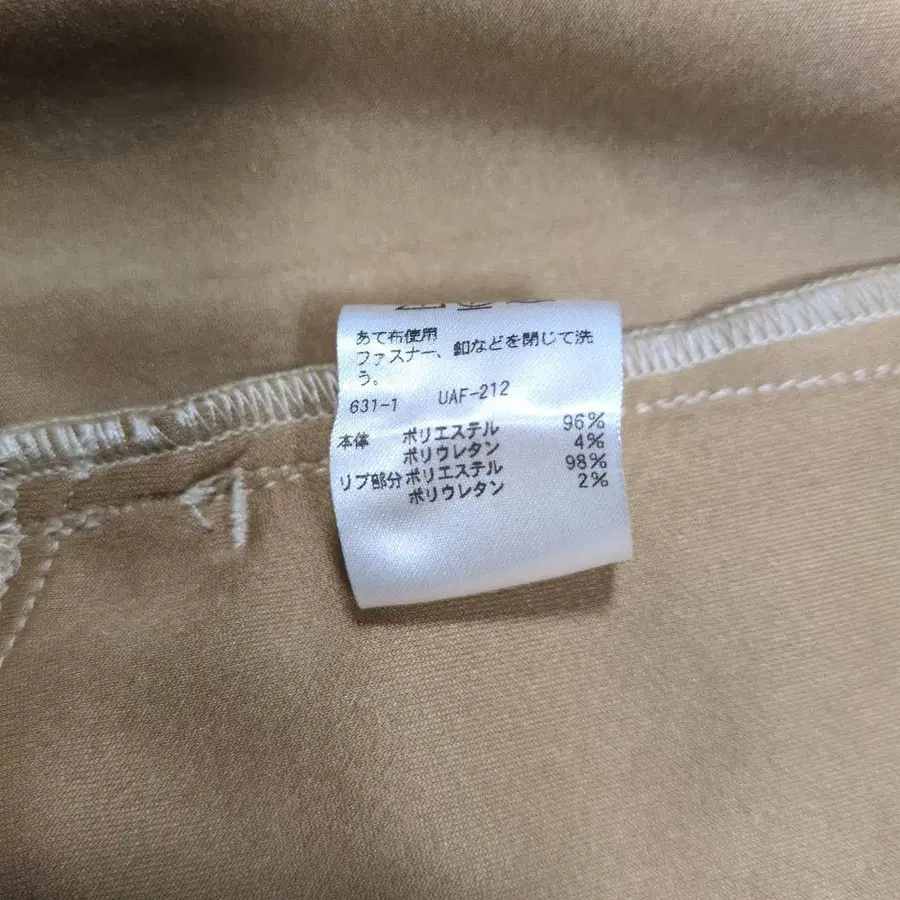 あて布使用
ファスナー、釦などを閉じて洗
う。
631-1 UAF-212
本体 ポリエステル 96%
ポリウレタン 4%
リブ部分 ポリエステル 98%
ポリウレタン 2%